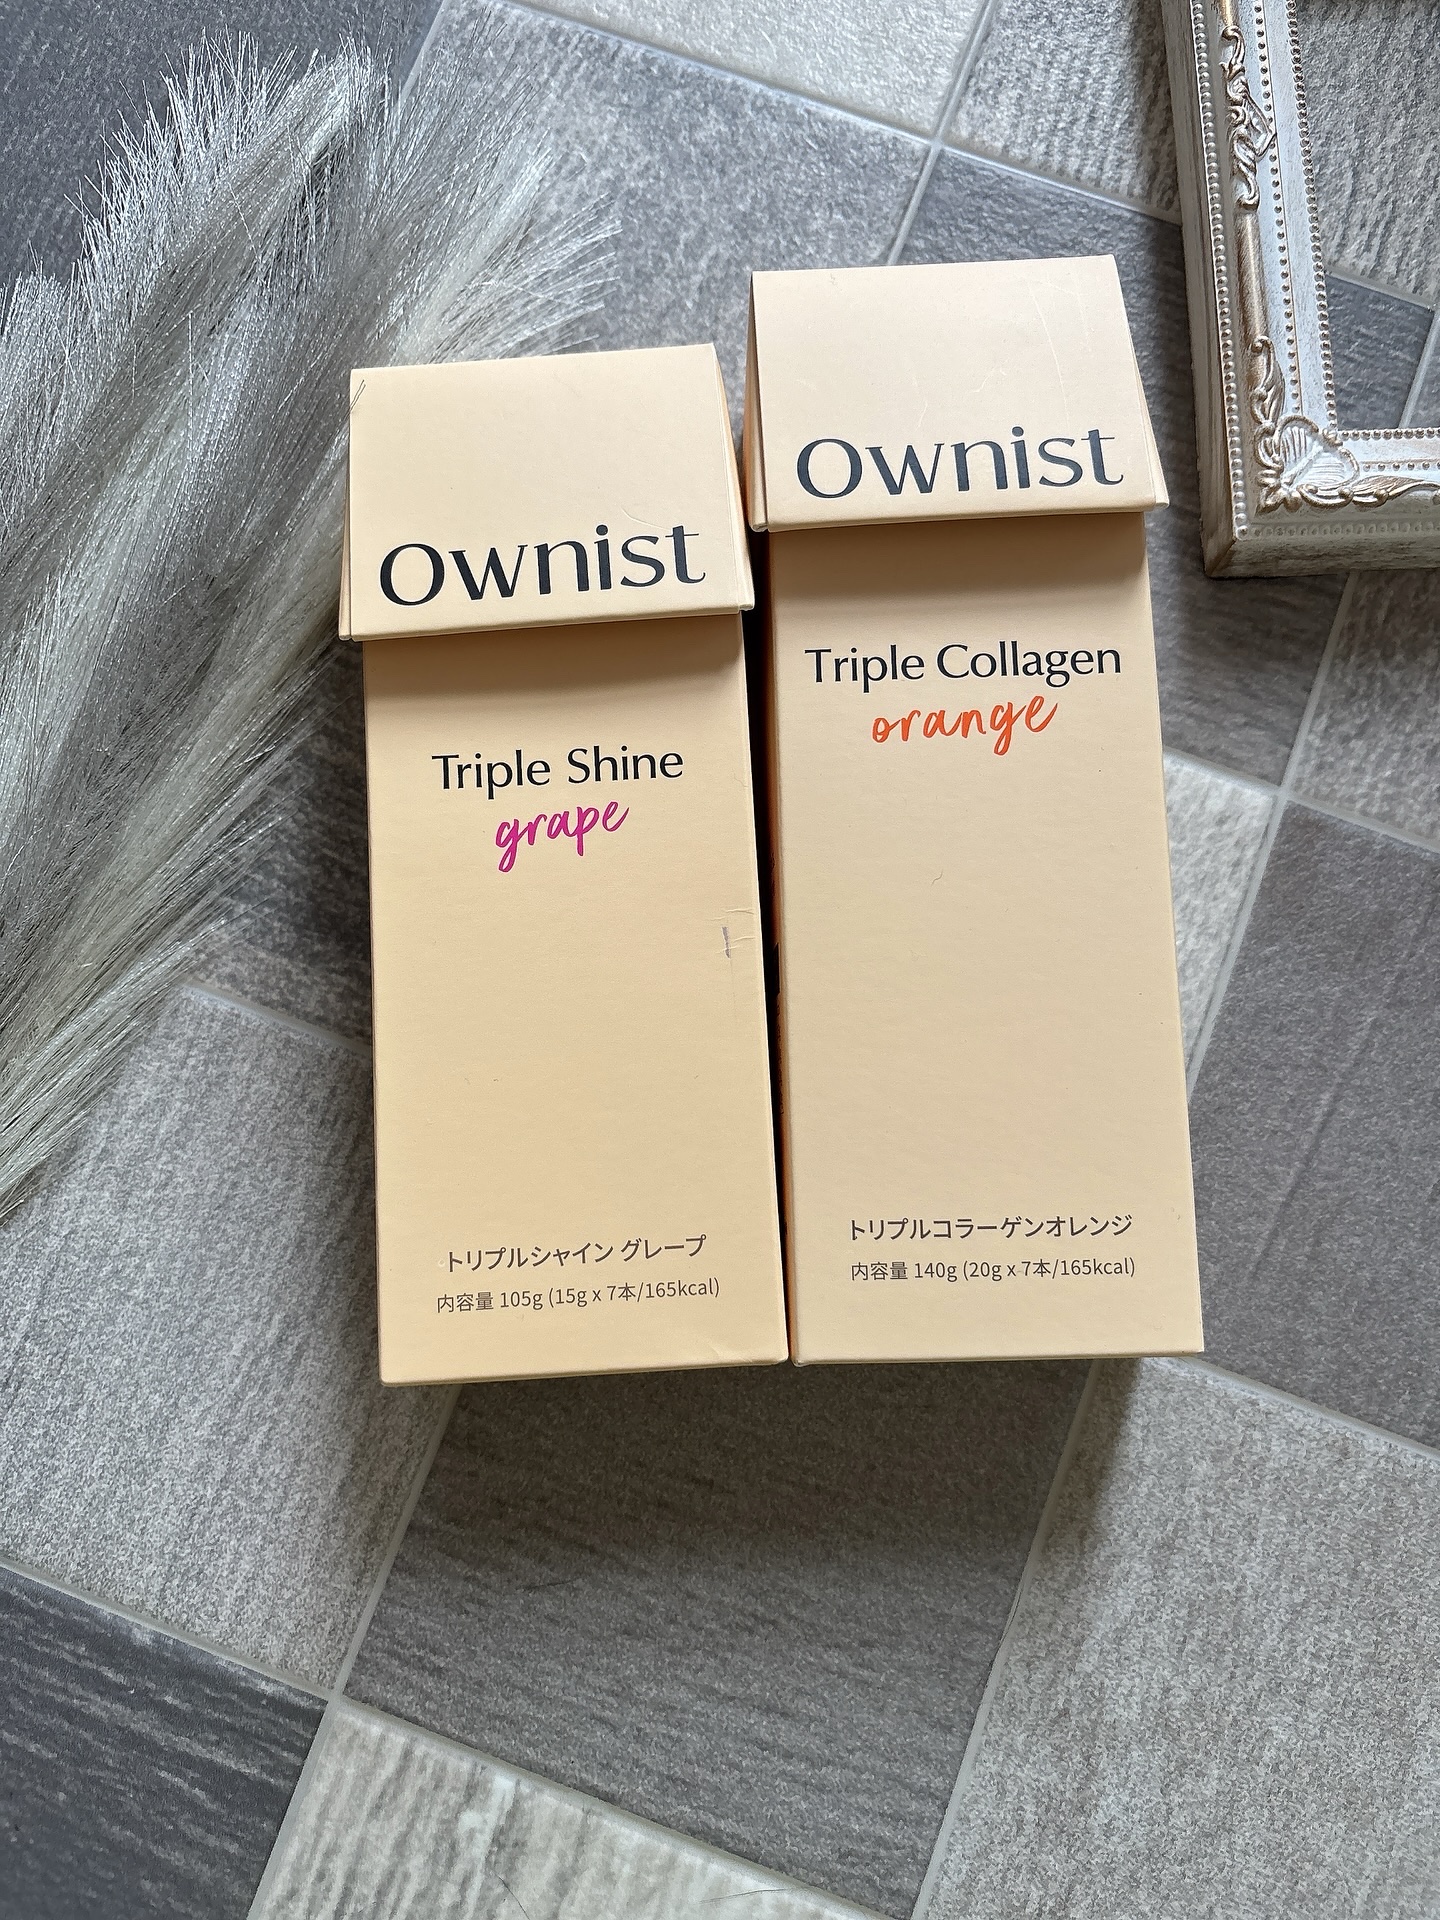 Ownist
Triple Shine
grape
トリプルシャイン グレープ
内容量 105g (15g x 7本/165kcal)
Ownist
Triple Collagen
orange
トリプルコラーゲンオレンジ
内容量 140g (20g x 7本/165kcal)